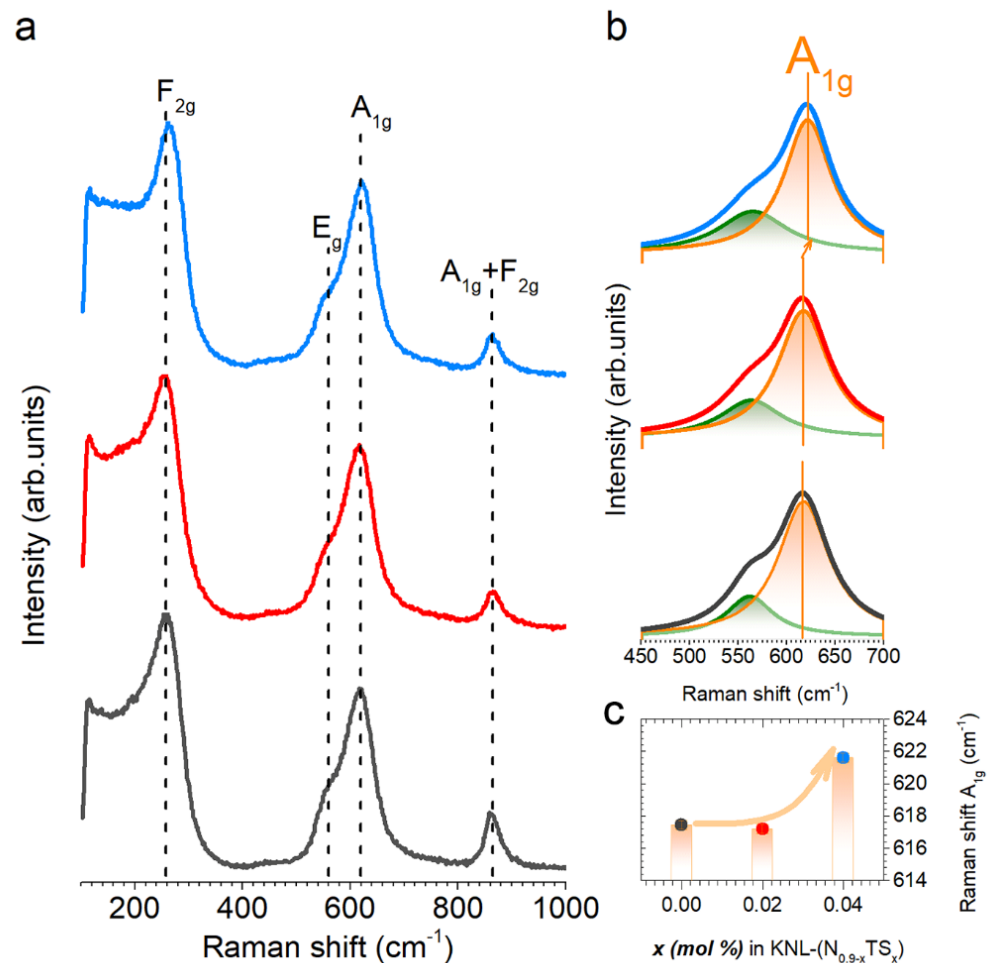 a
F2g
Eg
A1g
A1g+F2g
Intensity (arb.units)
200 400 600 800 1000
Raman shift (cm-1)
b
A1g
Intensity (arb.units)
450 500 550 600 650 700
Raman shift (cm-1)
c
624
622
620
618
616
614
Raman shift A1g (cm-1)
0.00 0.02 0.04
x (mol %) in KNL-(N0.9-xTSx)